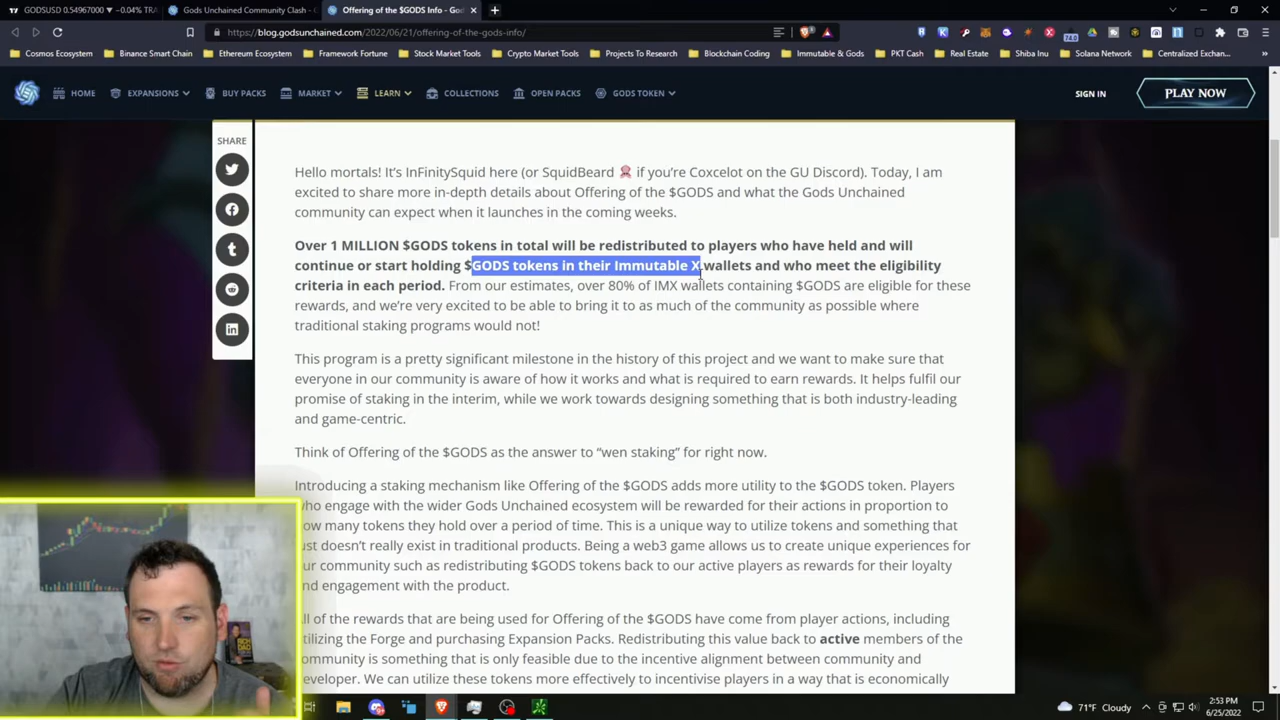 GODSUSD 0.54967000 ▼ −0.04% TRA
Gods Unchained Community Clash -
Offering of the $GODS Info - God
https://blog.godsunchained.com/2022/06/21/offering-of-the-gods-info/
Cosmos Ecosystem
Binance Smart Chain
Ethereum Ecosystem
Framework Fortune
Stock Market Tools
Crypto Market Tools
Projects To Research
Blockchain Coding
Immutable & Gods
PKT Cash
Real Estate
Shiba Inu
Solana Network
Centralized Exchan...
HOME
EXPANSIONS
BUY PACKS
MARKET
LEARN
COLLECTIONS
OPEN PACKS
GODS TOKEN
SIGN IN
PLAY NOW
SHARE
Hello mortals! It's InFinitySquid here (or SquidBeard if you're Coxcelot on the GU Discord). Today, I am
excited to share more in-depth details about Offering of the $GODS and what the Gods Unchained
community can expect when it launches in the coming weeks.
Over 1 MILLION $GODS tokens in total will be redistributed to players who have held and will
continue or start holding $GODS tokens in their Immutable X wallets and who meet the eligibility
criteria in each period. From our estimates, over 80% of IMX wallets containing $GODS are eligible for these
rewards, and we're very excited to be able to bring it to as much of the community as possible where
traditional staking programs would not!
This program is a pretty significant milestone in the history of this project and we want to make sure that
everyone in our community is aware of how it works and what is required to earn rewards. It helps fulfil our
promise of staking in the interim, while we work towards designing something that is both industry-leading
and game-centric.
Think of Offering of the $GODS as the answer to “wen staking” for right now.
Introducing a staking mechanism like Offering of the $GODS adds more utility to the $GODS token. Players
who engage with the wider Gods Unchained ecosystem will be rewarded for their actions in proportion to
how many tokens they hold over a period of time. This is a unique way to utilize tokens and something that
just doesn't really exist in traditional products. Being a web3 game allows us to create unique experiences for
our community such as redistributing $GODS tokens back to our active players as rewards for their loyalty
and engagement with the product.
All of the rewards that are being used for Offering of the $GODS have come from player actions, including
utilizing the Forge and purchasing Expansion Packs. Redistributing this value back to active members of the
community is something that is only feasible due to the incentive alignment between community and
developer. We can utilize these tokens more effectively to incentivise players in a way that is economically
RICH
DAD
71°F Cloudy
2:53 PM
6/25/2022